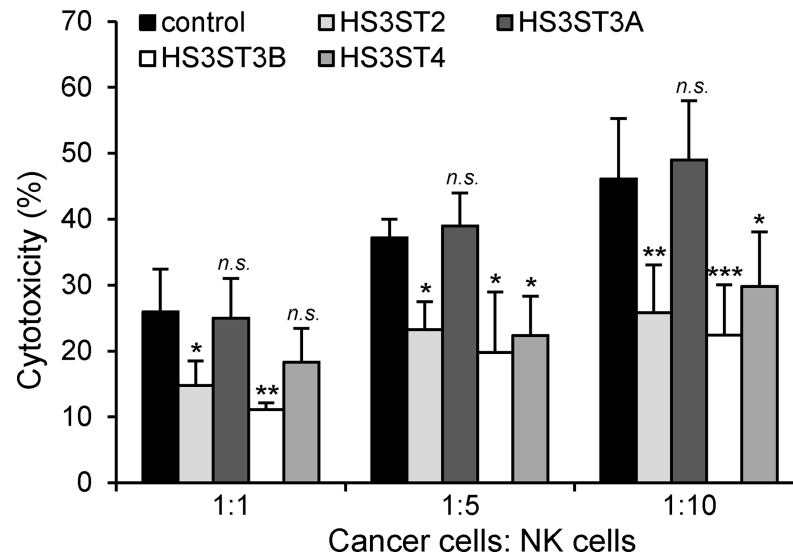 70
control HS3ST2 HS3ST3A
HS3ST3B HS3ST4
60
50
40
30
20
10
0
Cytotoxicity (%)
* n.s. ** n.s.
* n.s. * *
** n.s. *** *
1:1 1:5 1:10
Cancer cells: NK cells